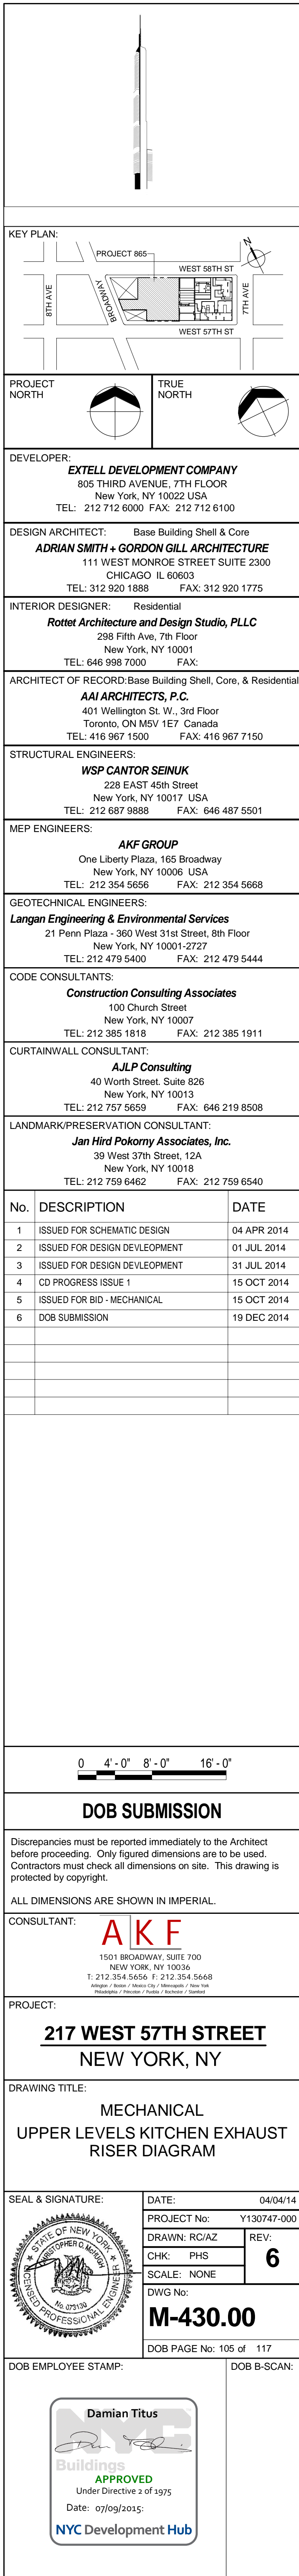 KEY PLAN:
N
PROJECT 865
WEST 58TH ST
8TH AVE
BROADWAY
7TH AVE
WEST 57TH ST
PROJECT
NORTH
TRUE
NORTH
DEVELOPER:
EXTELL DEVELOPMENT COMPANY
805 THIRD AVENUE, 7TH FLOOR
New York, NY 10022 USA
TEL: 212 712 6000 FAX: 212 712 6100
DESIGN ARCHITECT: Base Building Shell & Core
ADRIAN SMITH + GORDON GILL ARCHITECTURE
111 WEST MONROE STREET SUITE 2300
CHICAGO IL 60603
TEL: 312 920 1888 FAX: 312 920 1775
INTERIOR DESIGNER: Residential
Rottet Architecture and Design Studio, PLLC
298 Fifth Ave, 7th Floor
New York, NY 10001
TEL: 646 998 7000 FAX:
ARCHITECT OF RECORD:Base Building Shell, Core, & Residential
AAI ARCHITECTS, P.C.
401 Wellington St. W., 3rd Floor
Toronto, ON M5V 1E7 Canada
TEL: 416 967 1500 FAX: 416 967 7150
STRUCTURAL ENGINEERS:
WSP CANTOR SEINUK
228 EAST 45th Street
New York, NY 10017 USA
TEL: 212 687 9888 FAX: 646 487 5501
MEP ENGINEERS:
AKF GROUP
One Liberty Plaza, 165 Broadway
New York, NY 10006 USA
TEL: 212 354 5656 FAX: 212 354 5668
GEOTECHNICAL ENGINEERS:
Langan Engineering & Environmental Services
21 Penn Plaza - 360 West 31st Street, 8th Floor
New York, NY 10001-2727
TEL: 212 479 5400 FAX: 212 479 5444
CODE CONSULTANTS:
Construction Consulting Associates
100 Church Street
New York, NY 10007
TEL: 212 385 1818 FAX: 212 385 1911
CURTAINWALL CONSULTANT:
AJLP Consulting
40 Worth Street. Suite 826
New York, NY 10013
TEL: 212 757 5659 FAX: 646 219 8508
LANDMARK/PRESERVATION CONSULTANT:
Jan Hird Pokorny Associates, Inc.
39 West 37th Street, 12A
New York, NY 10018
TEL: 212 759 6462 FAX: 212 759 6540
No. DESCRIPTION DATE
1 ISSUED FOR SCHEMATIC DESIGN 04 APR 2014
2 ISSUED FOR DESIGN DEVLEOPMENT 01 JUL 2014
3 ISSUED FOR DESIGN DEVLEOPMENT 31 JUL 2014
4 CD PROGRESS ISSUE 1 15 OCT 2014
5 ISSUED FOR BID - MECHANICAL 15 OCT 2014
6 DOB SUBMISSION 19 DEC 2014
0 4' - 0" 8' - 0" 16' - 0"
DOB SUBMISSION
Discrepancies must be reported immediately to the Architect
before proceeding. Only figured dimensions are to be used.
Contractors must check all dimensions on site. This drawing is
protected by copyright.
ALL DIMENSIONS ARE SHOWN IN IMPERIAL.
CONSULTANT:
AKF
1501 BROADWAY, SUITE 700
NEW YORK, NY 10036
T: 212.354.5656 F: 212.354.5668
Arlington / Boston / Mexico City / Minneapolis / New York
Philadelphia / Princeton / Puebla / Rochester / Stamford
PROJECT:
217 WEST 57TH STREET
NEW YORK, NY
DRAWING TITLE:
MECHANICAL
UPPER LEVELS KITCHEN EXHAUST
RISER DIAGRAM
SEAL & SIGNATURE:
STATE OF NEW YORK
No. 073130
LICENSED PROFESSIONAL ENGINEER
DATE: 04/04/14
PROJECT No: Y130747-000
DRAWN: RC/AZ
REV:
6
CHK: PHS
SCALE: NONE
DWG No:
M-430.00
DOB PAGE No: 105 of 117
DOB EMPLOYEE STAMP:
DOB B-SCAN:
Damian Titus
NYC
Buildings
APPROVED
Under Directive 2 of 1975
Date: 07/09/2015:
NYC Development Hub